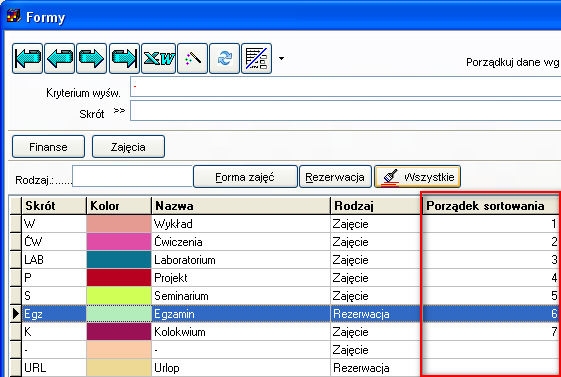 Formy
XW
Porządkuj dane wg
Kryterium wyśw.
Skrót >>
Finanse Zajęcia
Rodzaj.:...... Forma zajęć Rezerwacja Wszystkie
Skrót Kolor Nazwa Rodzaj Porządek sortowania
W Wykład Zajęcie 1
ĆW Ćwiczenia Zajęcie 2
LAB Laboratorium Zajęcie 3
P Projekt Zajęcie 4
S Seminarium Zajęcie 5
Egz Egzamin Rezerwacja 6
K Kolokwium Zajęcie 7
- - Zajęcie
URL Urlop Rezerwacja